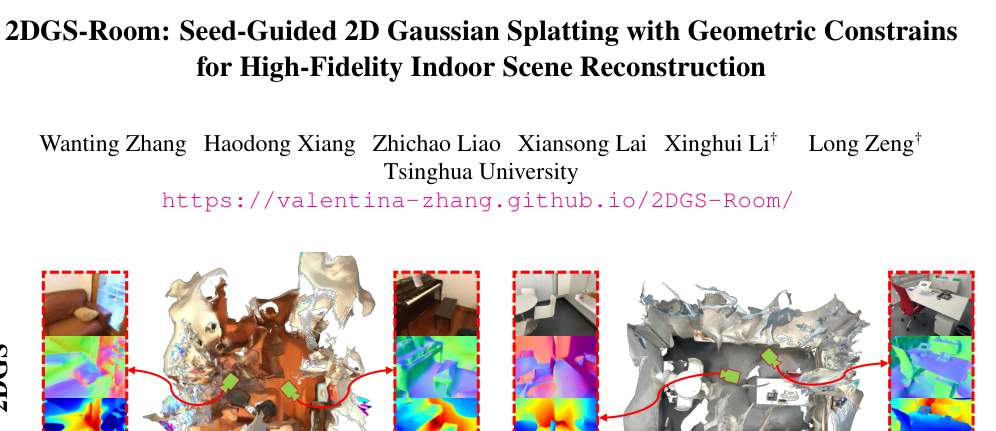 2DGS-Room: Seed-Guided 2D Gaussian Splatting with Geometric Constrains
for High-Fidelity Indoor Scene Reconstruction
Wanting Zhang Haodong Xiang Zhichao Liao Xiansong Lai Xinghui Li† Long Zeng†
Tsinghua University
https://valentina-zhang.github.io/2DGS-Room/
2DGS